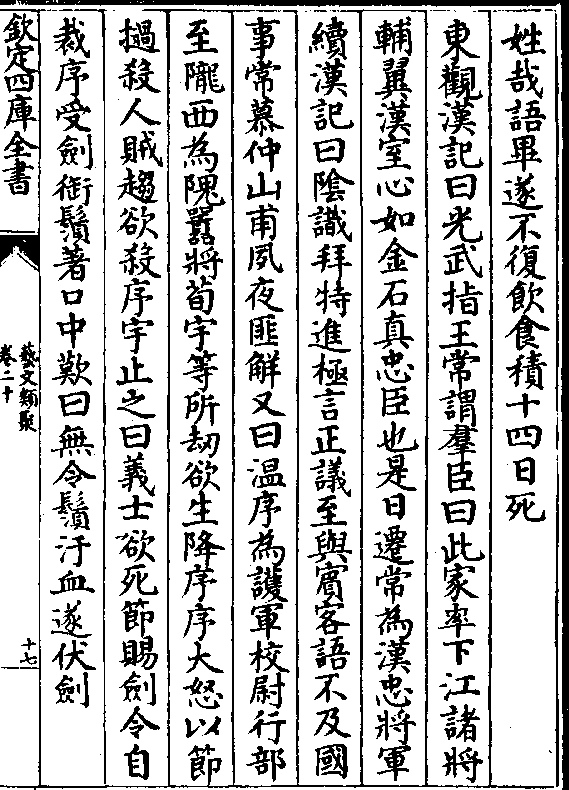 姓哉語畢遂不復飲食積十四日死
東觀漢記曰光武指王常謂羣臣曰此家率下江諸將
輔翼漢室心如金石真忠臣也是日遷常為漢忠將軍
續漢記曰陰識拜特進極言正議至與賓客語不及國
事常慕仲山甫夙夜匪解又曰温序為護軍校尉行部
至隴西為隗囂將荀宇等所劫欲生降序序大怒以節
撾殺人賊趨欲殺序宇止之曰義士欲死節賜劍令自
裁序受劍銜鬚著口中歎曰無令鬚汙血遂伏劍
欽定四庫全書
藝文類聚
卷二十
十七